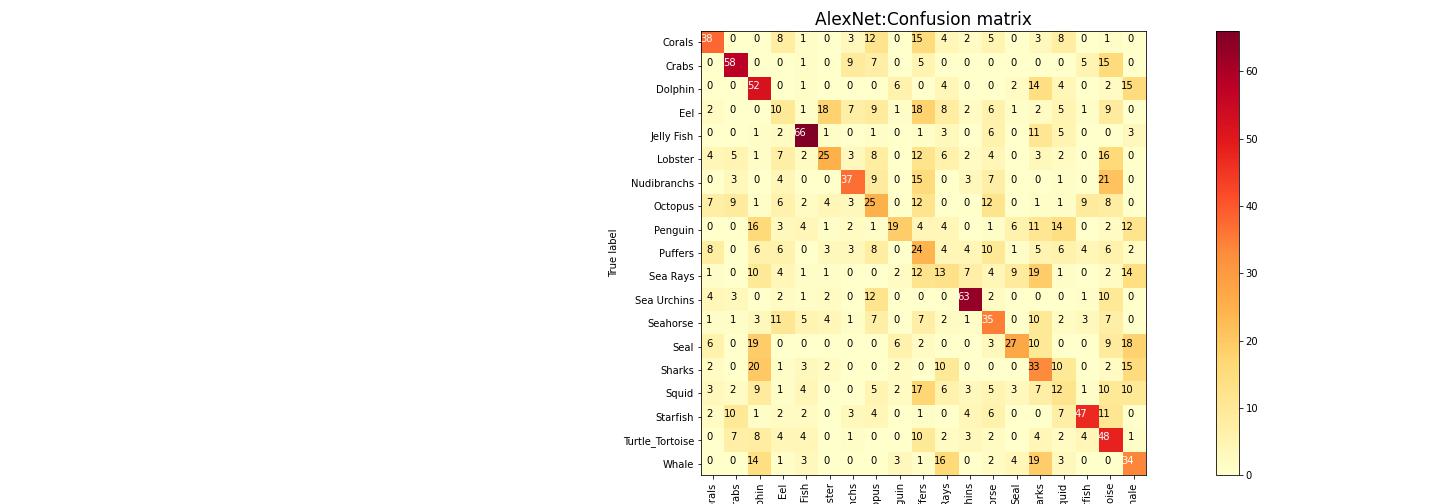 AlexNet:Confusion matrix
Corals 38 0 0 8 1 0 3 12 0 15 4 2 5 0 3 8 0 1 0
Crabs 0 58 0 0 1 0 9 7 0 5 0 0 0 0 0 0 5 15 0
60
Dolphin 0 0 52 0 1 0 0 0 6 0 4 0 0 2 14 4 0 2 15
Eel 2 0 0 10 1 18 7 9 1 18 8 2 6 1 2 5 1 9 0
50
Jelly Fish 0 0 1 2 66 1 0 1 0 1 3 0 6 0 11 5 0 0 3
Lobster 4 5 1 7 2 25 3 8 0 12 6 2 4 0 3 2 0 16 0
Nudibranchs 0 3 0 4 0 0 37 9 0 15 0 3 7 0 0 1 0 21 0
40
Octopus 7 9 1 6 2 4 3 25 0 12 0 0 12 0 1 1 9 8 0
Penguin 0 0 16 3 4 1 2 1 19 4 4 0 1 6 11 14 0 2 12
True label
Puffers 8 0 6 6 0 3 3 8 0 24 4 4 10 1 5 6 4 6 2
30
Sea Rays 1 0 10 4 1 1 0 0 2 12 13 7 4 9 19 1 0 2 14
Sea Urchins 4 3 0 2 1 2 0 12 0 0 0 63 2 0 0 0 1 10 0
Seahorse 1 1 3 11 5 4 1 7 0 7 2 1 35 0 10 2 3 7 0
20
Seal 6 0 19 0 0 0 0 0 6 2 0 0 3 27 10 0 0 9 18
Sharks 2 0 20 1 3 2 0 0 2 0 10 0 0 0 33 10 0 2 15
Squid 3 2 9 1 4 0 0 5 2 17 6 3 5 3 7 12 1 10 10
10
Starfish 2 10 1 2 2 0 3 4 0 1 0 4 6 0 0 7 47 11 0
Turtle_Tortoise 0 7 8 4 4 0 1 0 0 10 2 3 2 0 4 2 4 48 1
Whale 0 0 14 1 3 0 0 0 3 1 16 0 2 4 19 3 0 0 34
0
Eel
Fish
Rays
Seal